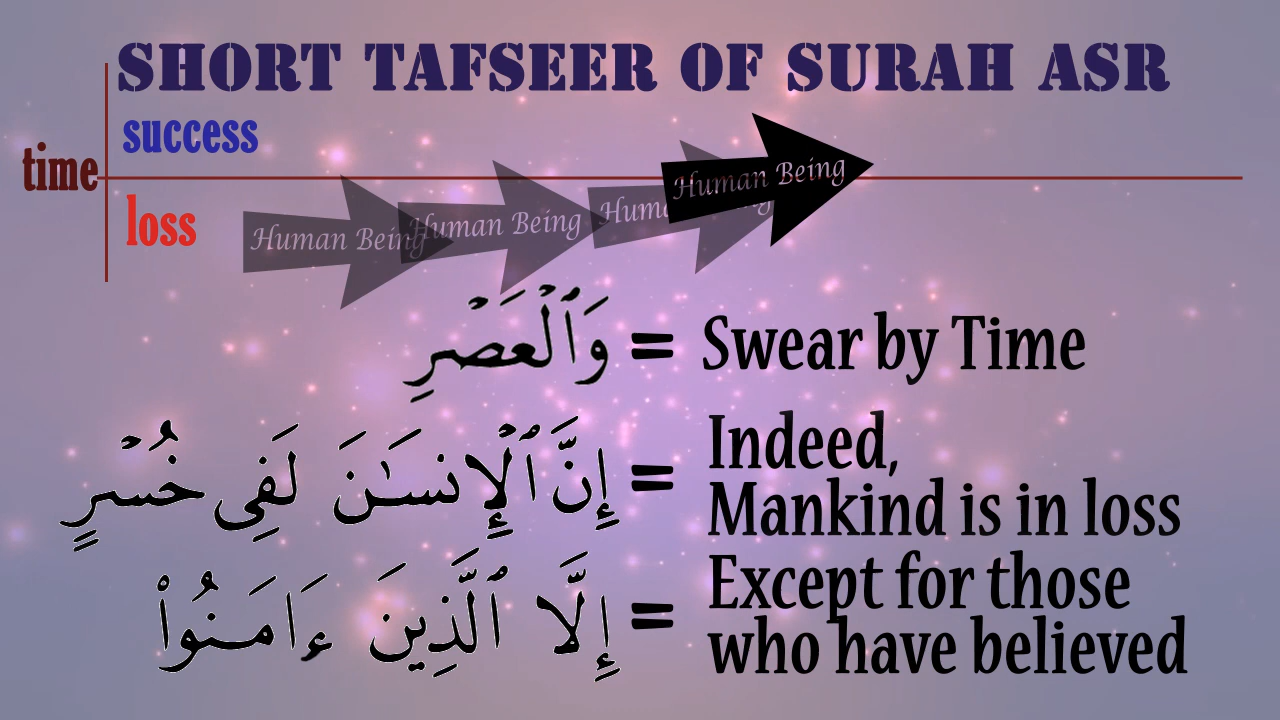 SHORT TAFSEER OF SURAH ASR
success
time
loss
Human Being
Human Being
Human
Human Being
وَٱلْعَصْرِ = Swear by Time
إِنَّ ٱلْإِنسَـٰنَ لَفِى خُسْرٍ = Indeed,
Mankind is in loss
إِلَّا ٱلَّذِينَ ءَامَنُوا۟ = Except for those
who have believed